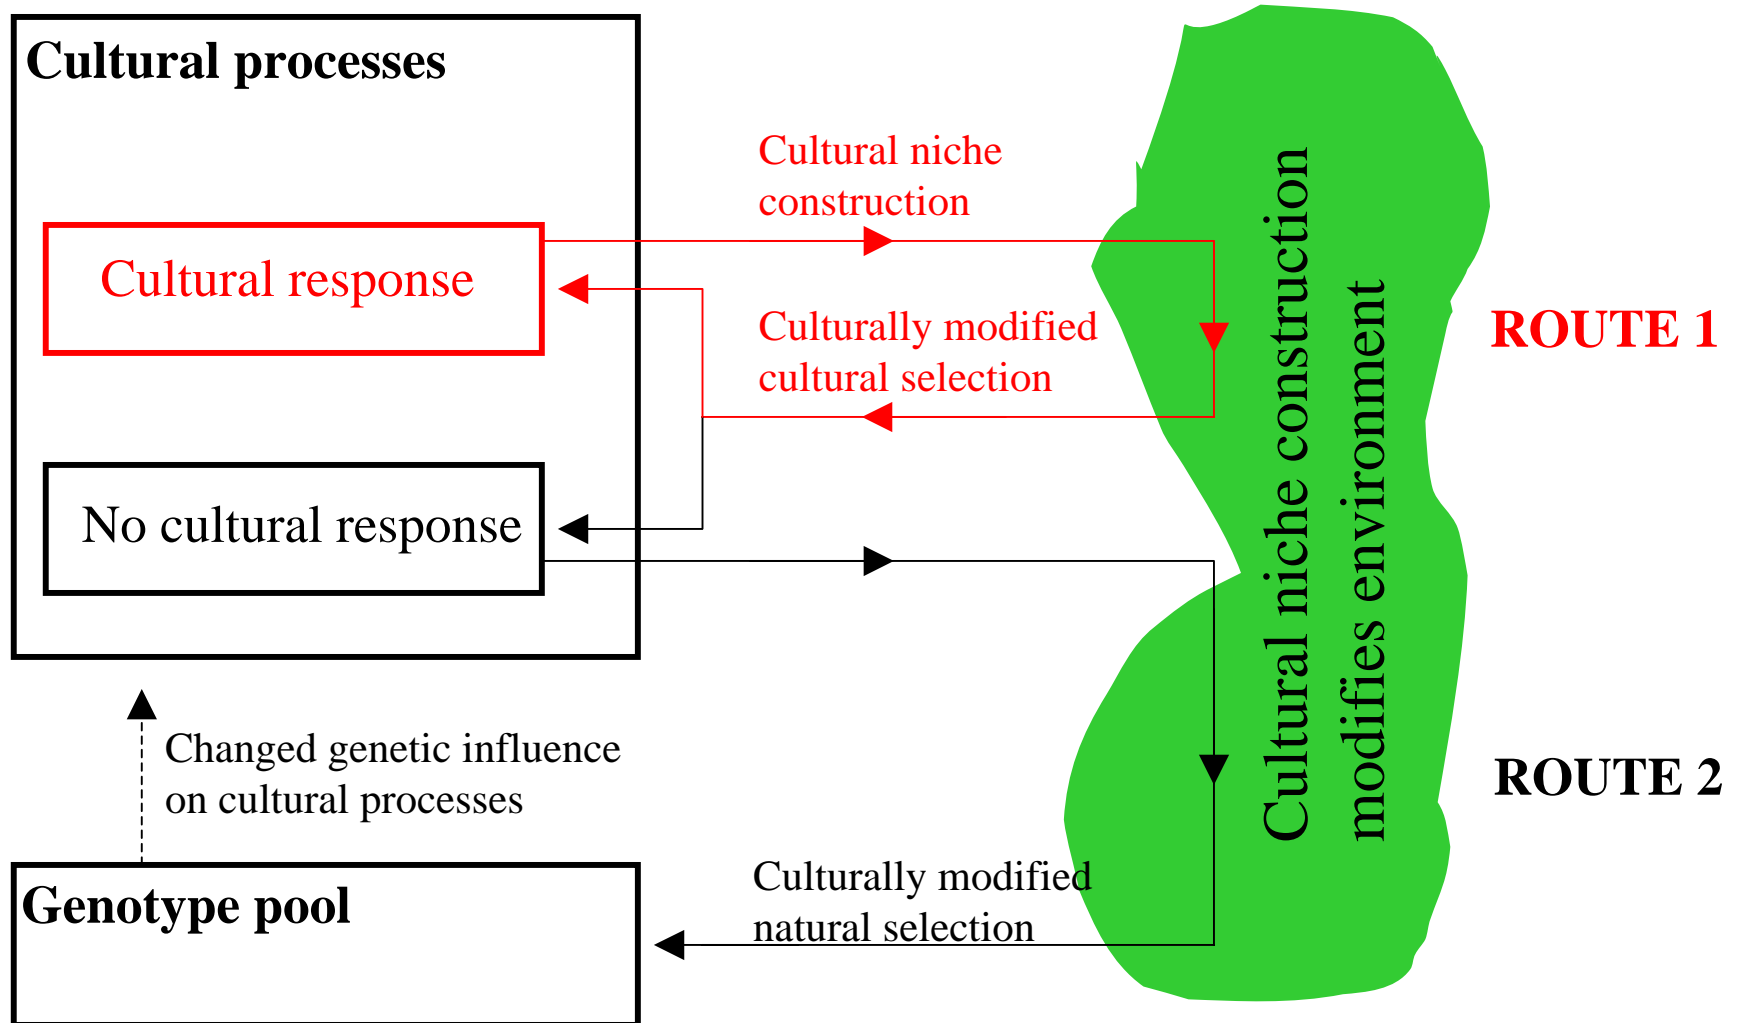 Cultural processes
Cultural niche
construction
Cultural response
Culturally modified
cultural selection
ROUTE 1
No cultural response
Cultural niche construction
modifies environment
Changed genetic influence
on cultural processes
ROUTE 2
Genotype pool
Culturally modified
natural selection